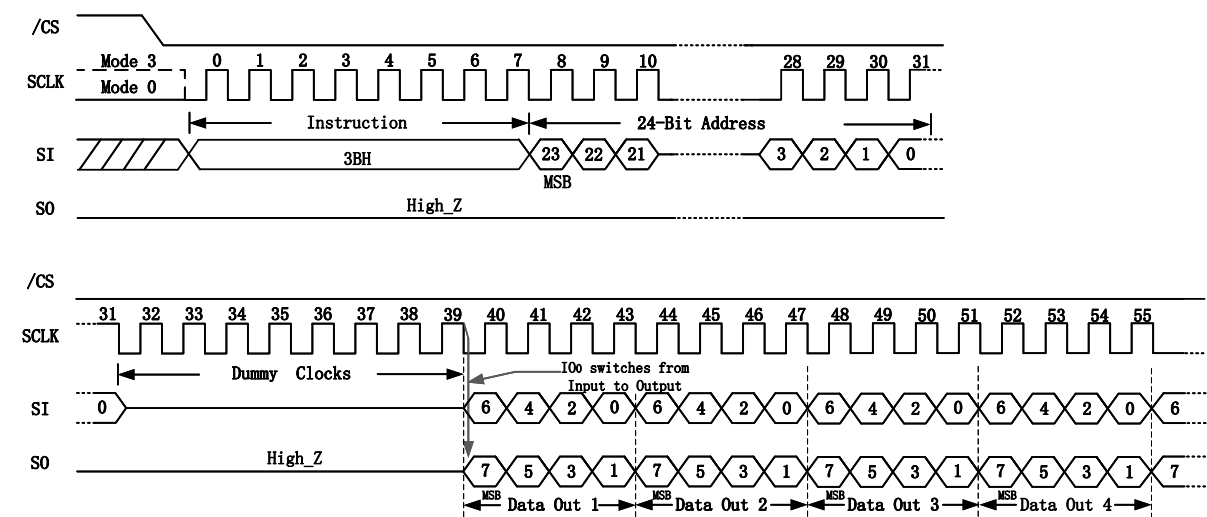 /CS
Mode 3
0 1 2 3 4 5 6 7 8 9 10 28 29 30 31
SCLK
Mode 0
Instruction 24-Bit Address
SI 3BH 23 22 21 3 2 1 0
MSB
SO High_Z
/CS
31 32 33 34 35 36 37 38 39 40 41 42 43 44 45 46 47 48 49 50 51 52 53 54 55
SCLK
Dummy Clocks
IOo switches from
Input to Output
SI 0 6 4 2 0 6 4 2 0 6 4 2 0 6 4 2 0 6
SO High_Z 7 5 3 1 7 5 3 1 7 5 3 1 7 5 3 1 7
MSB Data Out 1 MSB Data Out 2 MSB Data Out 3 MSB Data Out 4